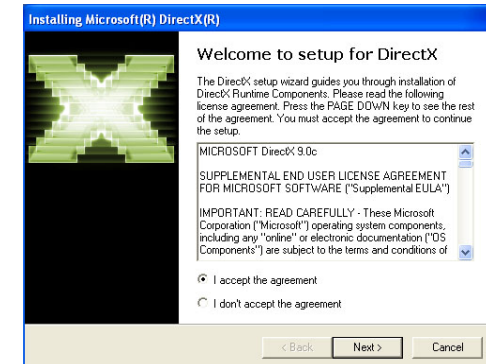 Installing Microsoft(R) DirectX(R)
Welcome to setup for DirectX
The DirectX setup wizard guides you through installation of
DirectX Runtime Components. Please read the following
license agreement. Press the PAGE DOWN key to see the rest
of the agreement. You must accept the agreement to continue
the setup.
MICROSOFT DirectX 9.0c
SUPPLEMENTAL END USER LICENSE AGREEMENT
FOR MICROSOFT SOFTWARE ("Supplemental EULA")
IMPORTANT: READ CAREFULLY - These Microsoft
Corporation ("Microsoft") operating system components,
including any "online" or electronic documentation ("OS
Components") are subject to the terms and conditions of
I accept the agreement
I don't accept the agreement
< Back
Next >
Cancel